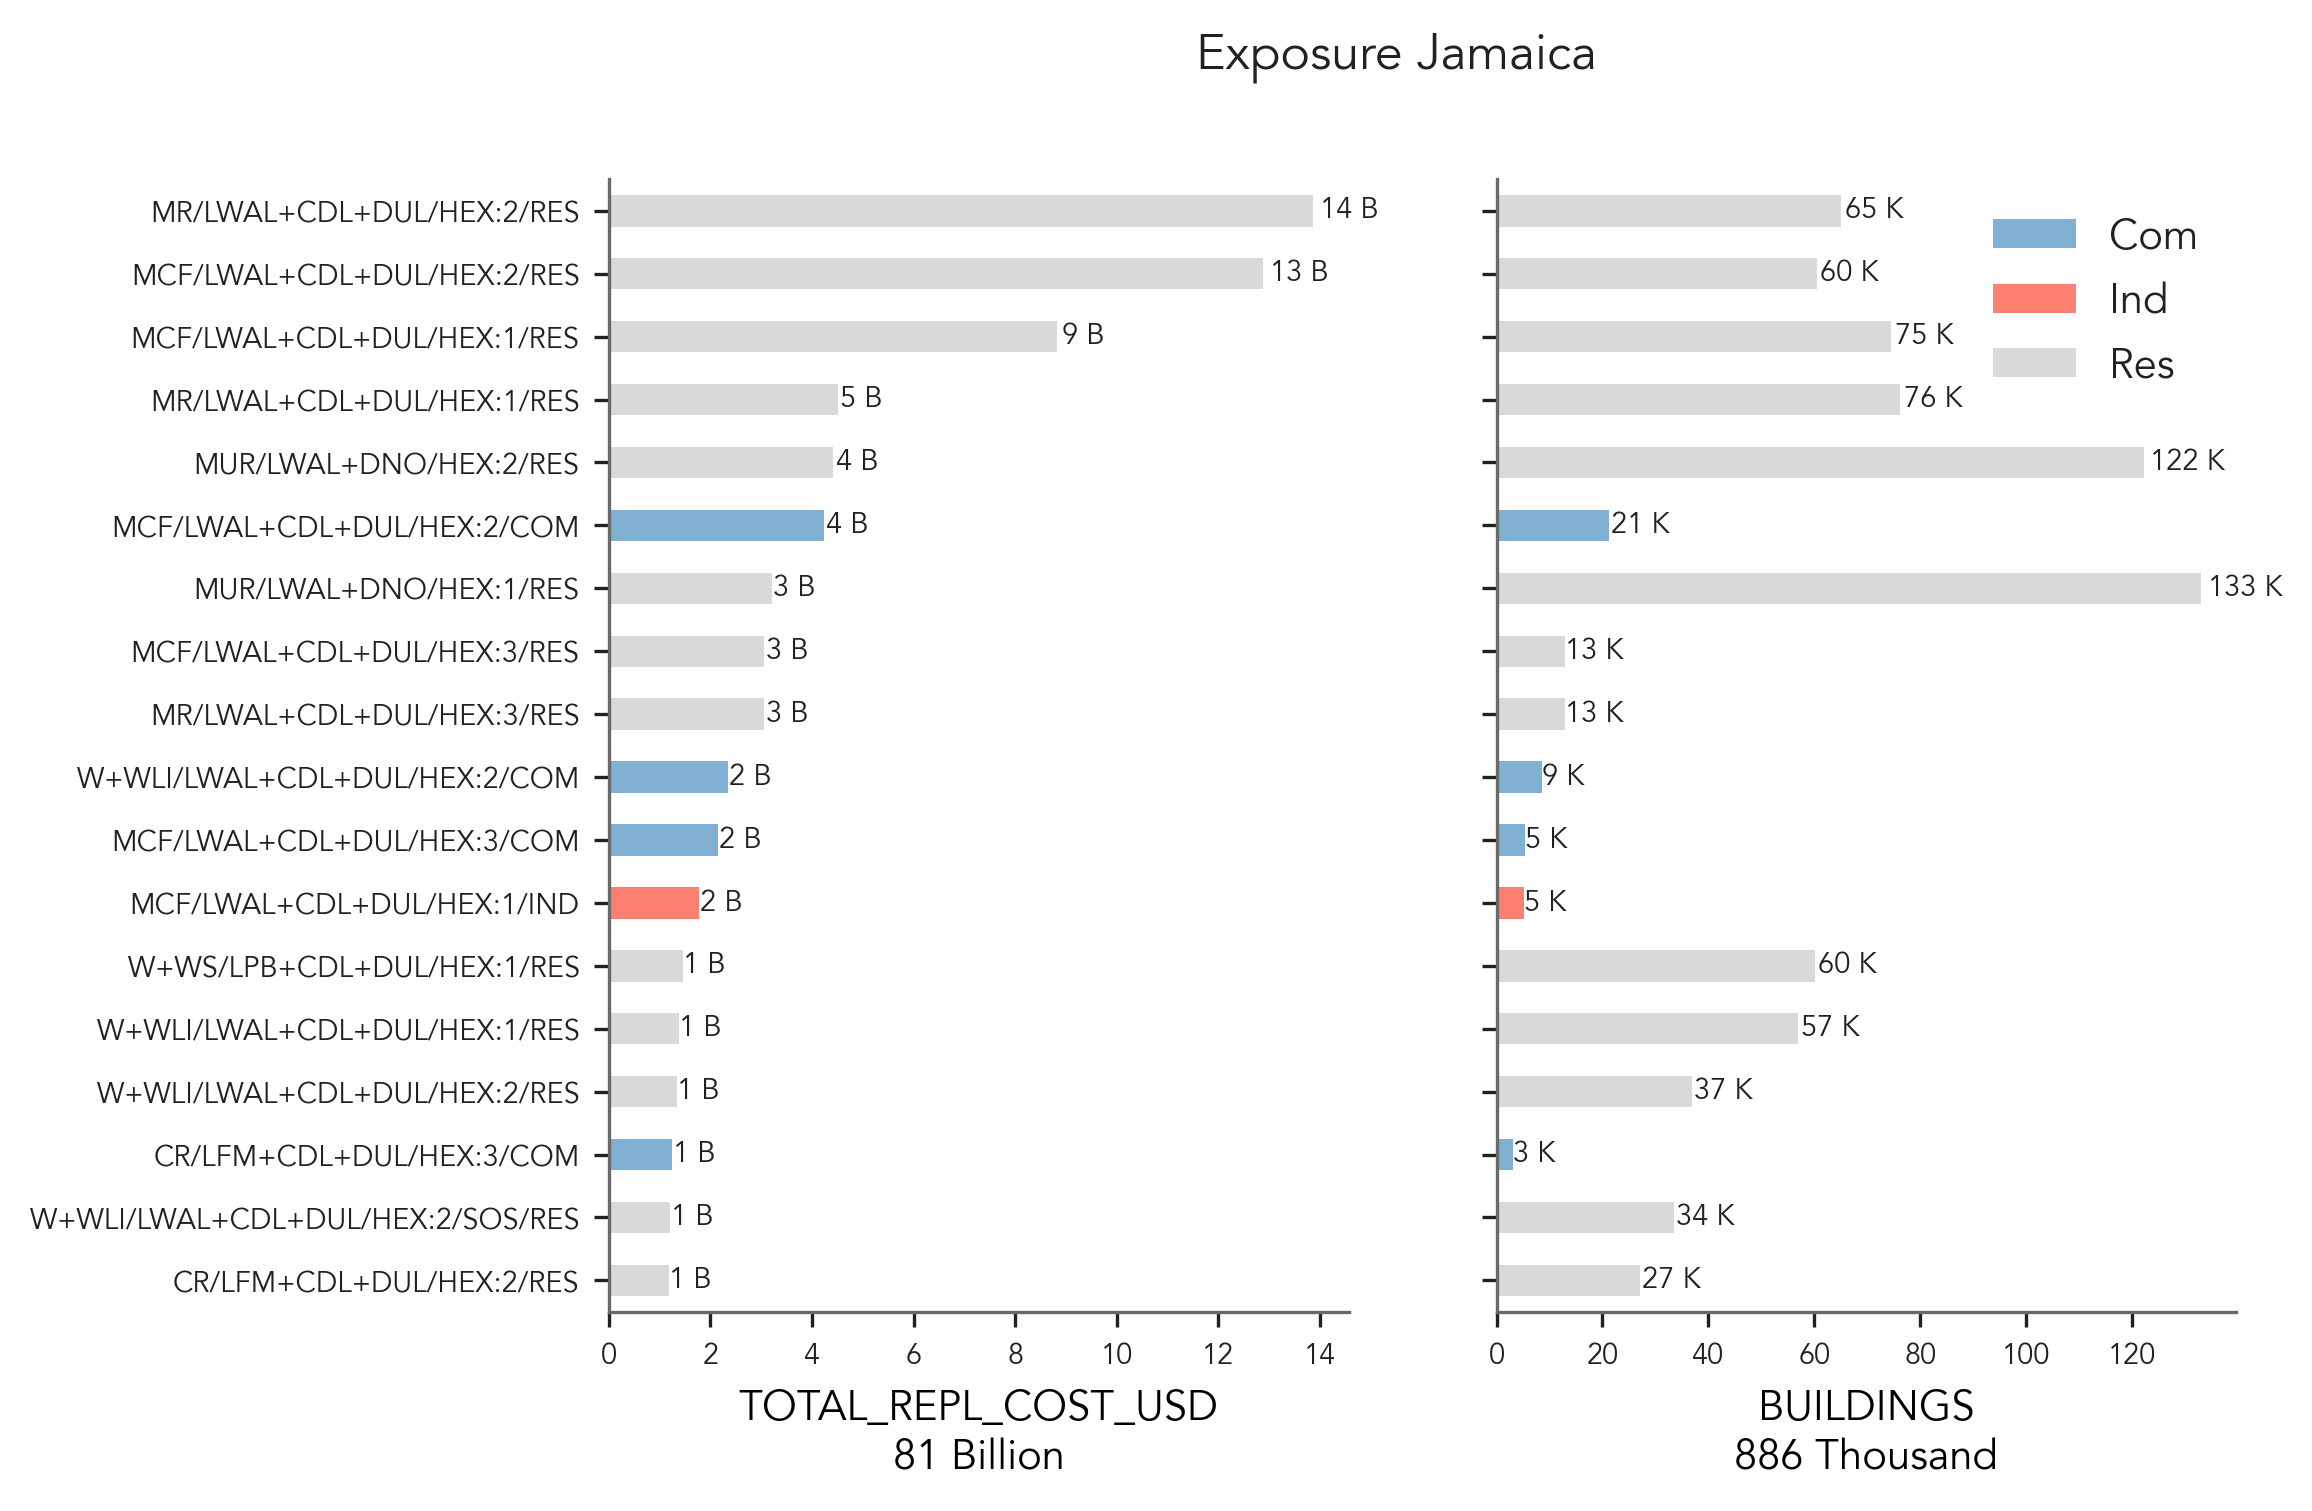 Exposure Jamaica
MR/LWAL+CDL+DUL/HEX:2/RES 14 B 65 K
MCF/LWAL+CDL+DUL/HEX:2/RES 13 B 60 K
MCF/LWAL+CDL+DUL/HEX:1/RES 9 B 75 K
MR/LWAL+CDL+DUL/HEX:1/RES 5 B 76 K
MUR/LWAL+DNO/HEX:2/RES 4 B 122 K
MCF/LWAL+CDL+DUL/HEX:2/COM 4 B 21 K
MUR/LWAL+DNO/HEX:1/RES 3 B 133 K
MCF/LWAL+CDL+DUL/HEX:3/RES 3 B 13 K
MR/LWAL+CDL+DUL/HEX:3/RES 3 B 13 K
W+WLI/LWAL+CDL+DUL/HEX:2/COM 2 B 9 K
MCF/LWAL+CDL+DUL/HEX:3/COM 2 B 5 K
MCF/LWAL+CDL+DUL/HEX:1/IND 2 B 5 K
W+WS/LPB+CDL+DUL/HEX:1/RES 1 B 60 K
W+WLI/LWAL+CDL+DUL/HEX:1/RES 1 B 57 K
W+WLI/LWAL+CDL+DUL/HEX:2/RES 1 B 37 K
CR/LFM+CDL+DUL/HEX:3/COM 1 B 3 K
W+WLI/LWAL+CDL+DUL/HEX:2/SOS/RES 1 B 34 K
CR/LFM+CDL+DUL/HEX:2/RES 1 B 27 K
Com
Ind
Res
0 2 4 6 8 10 12 14
TOTAL_REPL_COST_USD
81 Billion
0 20 40 60 80 100 120
BUILDINGS
886 Thousand